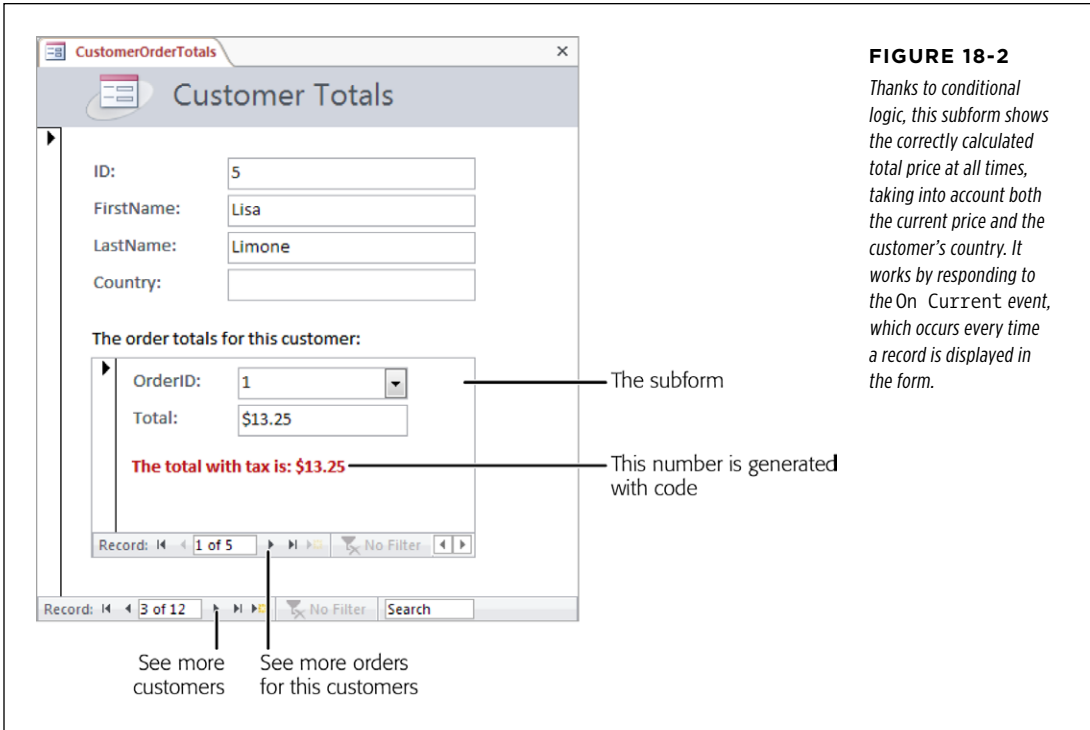 CustomerOrderTotals
Customer Totals
ID:
5
FirstName:
Lisa
LastName:
Limone
Country:
The order totals for this customer:
OrderID:
1
Total:
$13.25
The total with tax is: $13.25
Record:
1 of 5
No Filter
Record:
3 of 12
No Filter
Search
The subform
This number is generated
with code
See more
customers
See more orders
for this customers
FIGURE 18-2
Thanks to conditional
logic, this subform shows
the correctly calculated
total price at all times,
taking into account both
the current price and the
customer's country. It
works by responding to
the On Current event,
which occurs every time
a record is displayed in
the form.